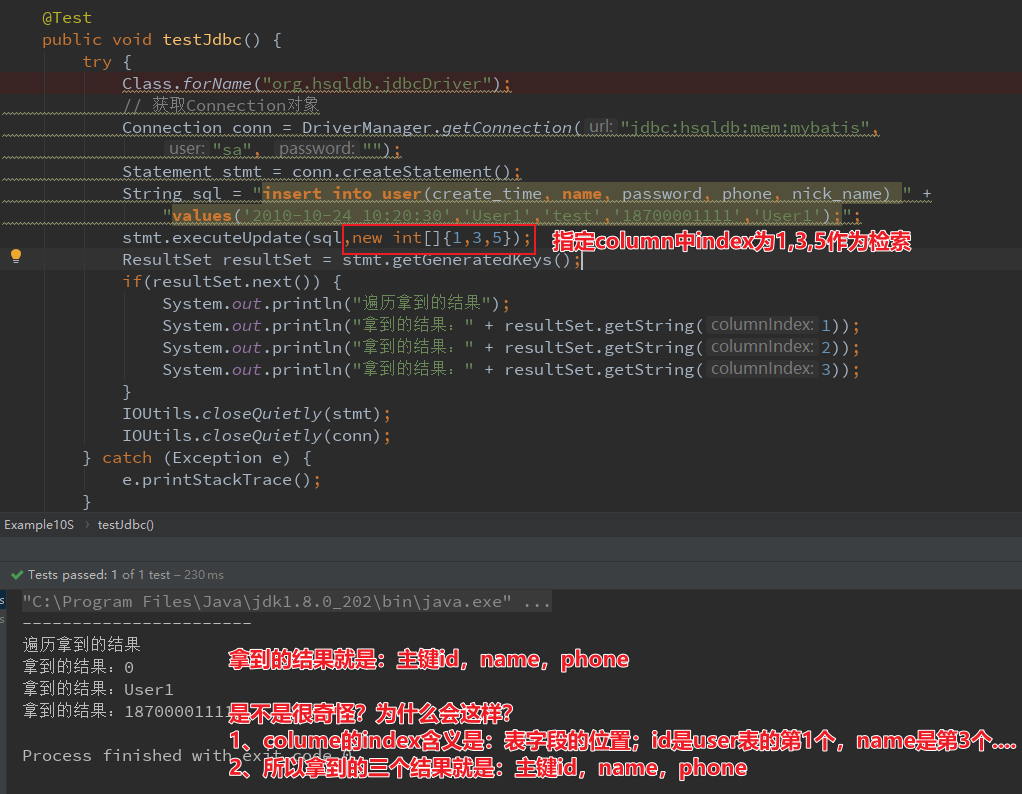 @Test
public void testJdbc() {
try {
Class.forName("org.hsqldb.jdbcDriver");
// 获取Connection对象
Connection conn = DriverManager.getConnection( url: "jdbc:hsqldb:mem:mybatis",
user: "sa", password: "");
Statement stmt = conn.createStatement();
String sql = "insert into user(create_time, name, password, phone, nick_name) " +
"values('2010-10-24 10:20:30','User1','test','18700001111','User1');";
stmt.executeUpdate(sql,new int[]{1,3,5}); 指定column中index为1,3,5作为检索
ResultSet resultSet = stmt.getGeneratedKeys();
if(resultSet.next()) {
System.out.println("遍历拿到的结果");
System.out.println("拿到的结果：" + resultSet.getString( columnIndex: 1));
System.out.println("拿到的结果：" + resultSet.getString( columnIndex: 2));
System.out.println("拿到的结果：" + resultSet.getString( columnIndex: 3));
}
IOUtils.closeQuietly(stmt);
IOUtils.closeQuietly(conn);
} catch (Exception e) {
e.printStackTrace();
}
Example10S › testJdbc()
Tests passed: 1 of 1 test – 230 ms
"C:\Program Files\Java\jdk1.8.0_202\bin\java.exe" ...
-----------------------
遍历拿到的结果
拿到的结果：0 拿到的结果就是：主键id，name，phone
拿到的结果：User1
拿到的结果：18700001111 是不是很奇怪？为什么会这样？
1、colume的index含义是：表字段的位置；id是user表的第1个，name是第3个....
Process finished with exit code 0
2、所以拿到的三个结果就是：主键id，name，phone